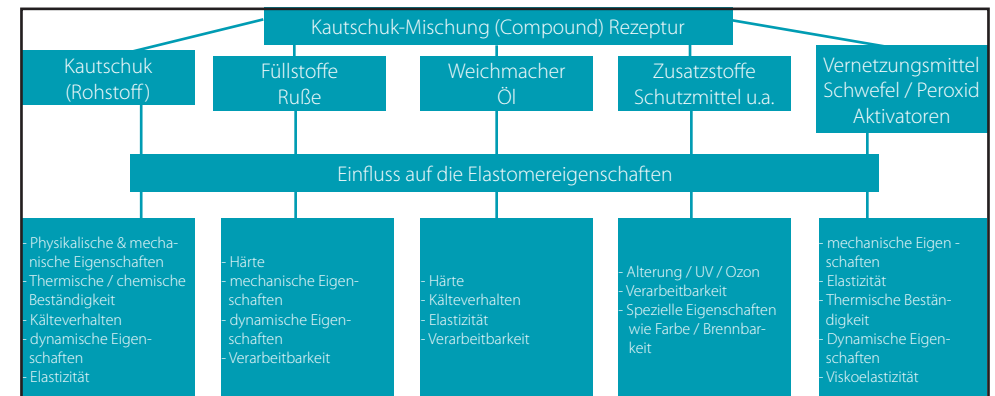 Kautschuk-Mischung (Compound) Rezeptur
Kautschuk
(Rohstoff)
Füllstoffe
Ruße
Weichmacher
Öl
Zusatzstoffe
Schutzmittel u.a.
Vernetzungsmittel
Schwefel / Peroxid
Aktivatoren
Einfluss auf die Elastomereigenschaften
- Physikalische & mecha-
nische Eigenschaften
- Thermische / chemische
Beständigkeit
- Kälteverhalten
- dynamische Eigen-
schaften
- Elastizität
- Härte
- mechanische Eigen-
schaften
- dynamische Eigen-
schaften
- Verarbeitbarkeit
- Härte
- Kälteverhalten
- Elastizität
- Verarbeitbarkeit
- Alterung / UV / Ozon
- Verarbeitbarkeit
- Spezielle Eigenschaften
wie Farbe / Brennbar-
keit
- mechanische Eigen -
schaften
- Elastizität
- Thermische Bestän-
digkeit
- Dynamische Eigen-
schaften
- Viskoelastizität